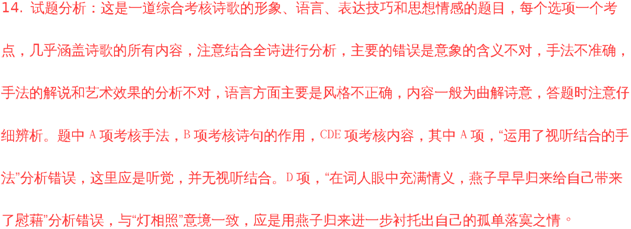 14. 试题分析：这是一道综合考核诗歌的形象、语言、表达技巧和思想情感的题目，每个选项一个考
点，几乎涵盖诗歌的所有内容，注意结合全诗进行分析，主要的错误是意象的含义不对，手法不准确，
手法的解说和艺术效果的分析不对，语言方面主要是风格不正确，内容一般为曲解诗意，答题时注意仔
细辨析。题中 A 项考核手法，B 项考核诗句的作用，CDE 项考核内容，其中 A 项，“运用了视听结合的手
法”分析错误，这里应是听觉，并无视听结合。D 项，“在词人眼中充满情义，燕子早早归来给自己带来
了慰藉”分析错误，与“灯相照”意境一致，应是用燕子归来进一步衬托出自己的孤单落寞之情。